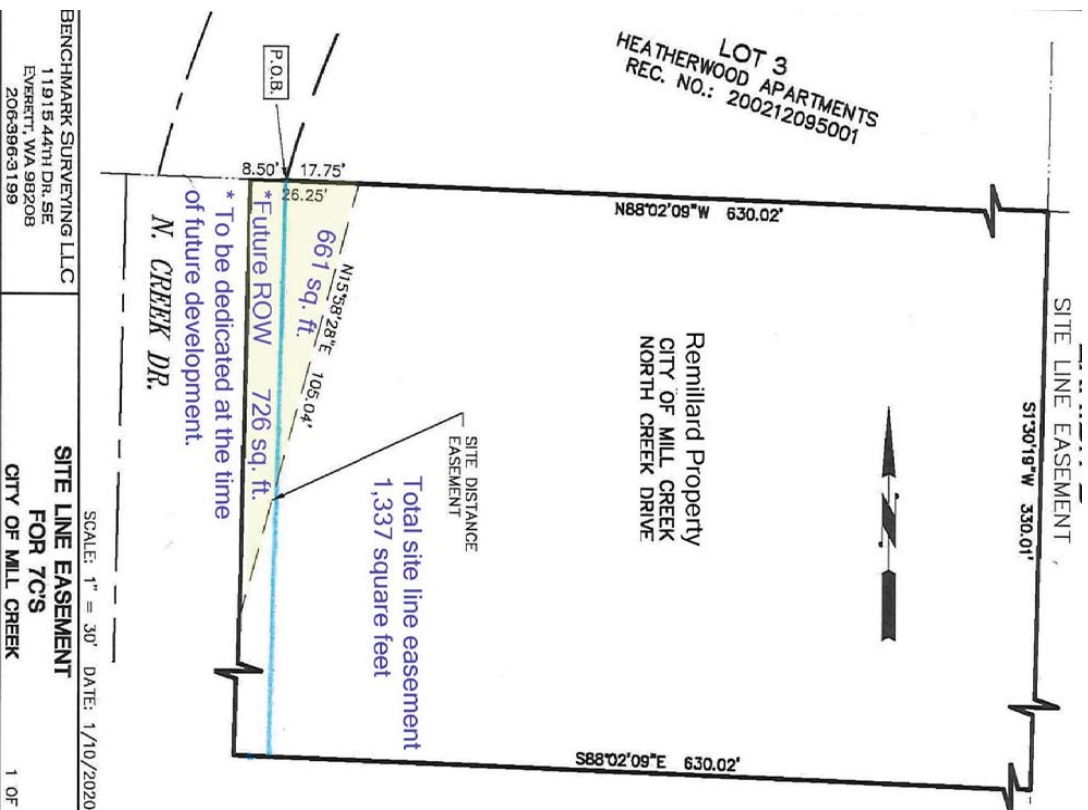 SITE LINE EASEMENT
LOT 3
HEATHERWOOD APARTMENTS
REC. NO.: 200212095001
S1°30'19"W 330.01'
N88°02'09"W 630.02'
S88°02'09"E 630.02'
Remillard Property
CITY OF MILL CREEK
NORTH CREEK DRIVE
P.O.B.
8.50'
17.75'
26.25'
N15°58'28"E 105.04'
661 sq. ft.
*Future ROW 726 sq. ft.
* To be dedicated at the time
of future development.
SITE DISTANCE
EASEMENT
Total site line easement
1,337 square feet
N. CREEK DR.
SCALE: 1" = 30' DATE: 1/10/2020
BENCHMARK SURVEYING LLC
11915 44TH DR. SE
EVERETT, WA 98208
206-396-3199
SITE LINE EASEMENT
FOR 7C'S
CITY OF MILL CREEK
1 OF